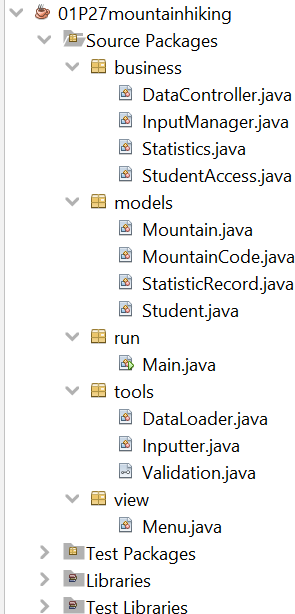 01P27mountainhiking
Source Packages
business
DataController.java
InputManager.java
Statistics.java
StudentAccess.java
models
Mountain.java
MountainCode.java
StatisticRecord.java
Student.java
run
Main.java
tools
DataLoader.java
Inputter.java
Validation.java
view
Menu.java
Test Packages
Libraries
Test Libraries